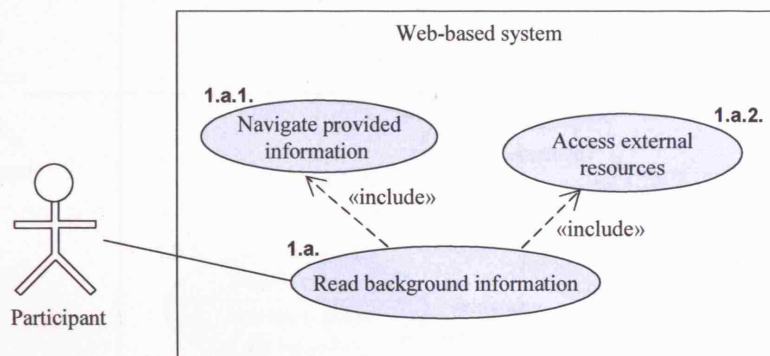 Web-based system
1.a.1.
Navigate provided
information
1.a.2.
Access external
resources
«include»
«include»
1.a.
Read background information
Participant